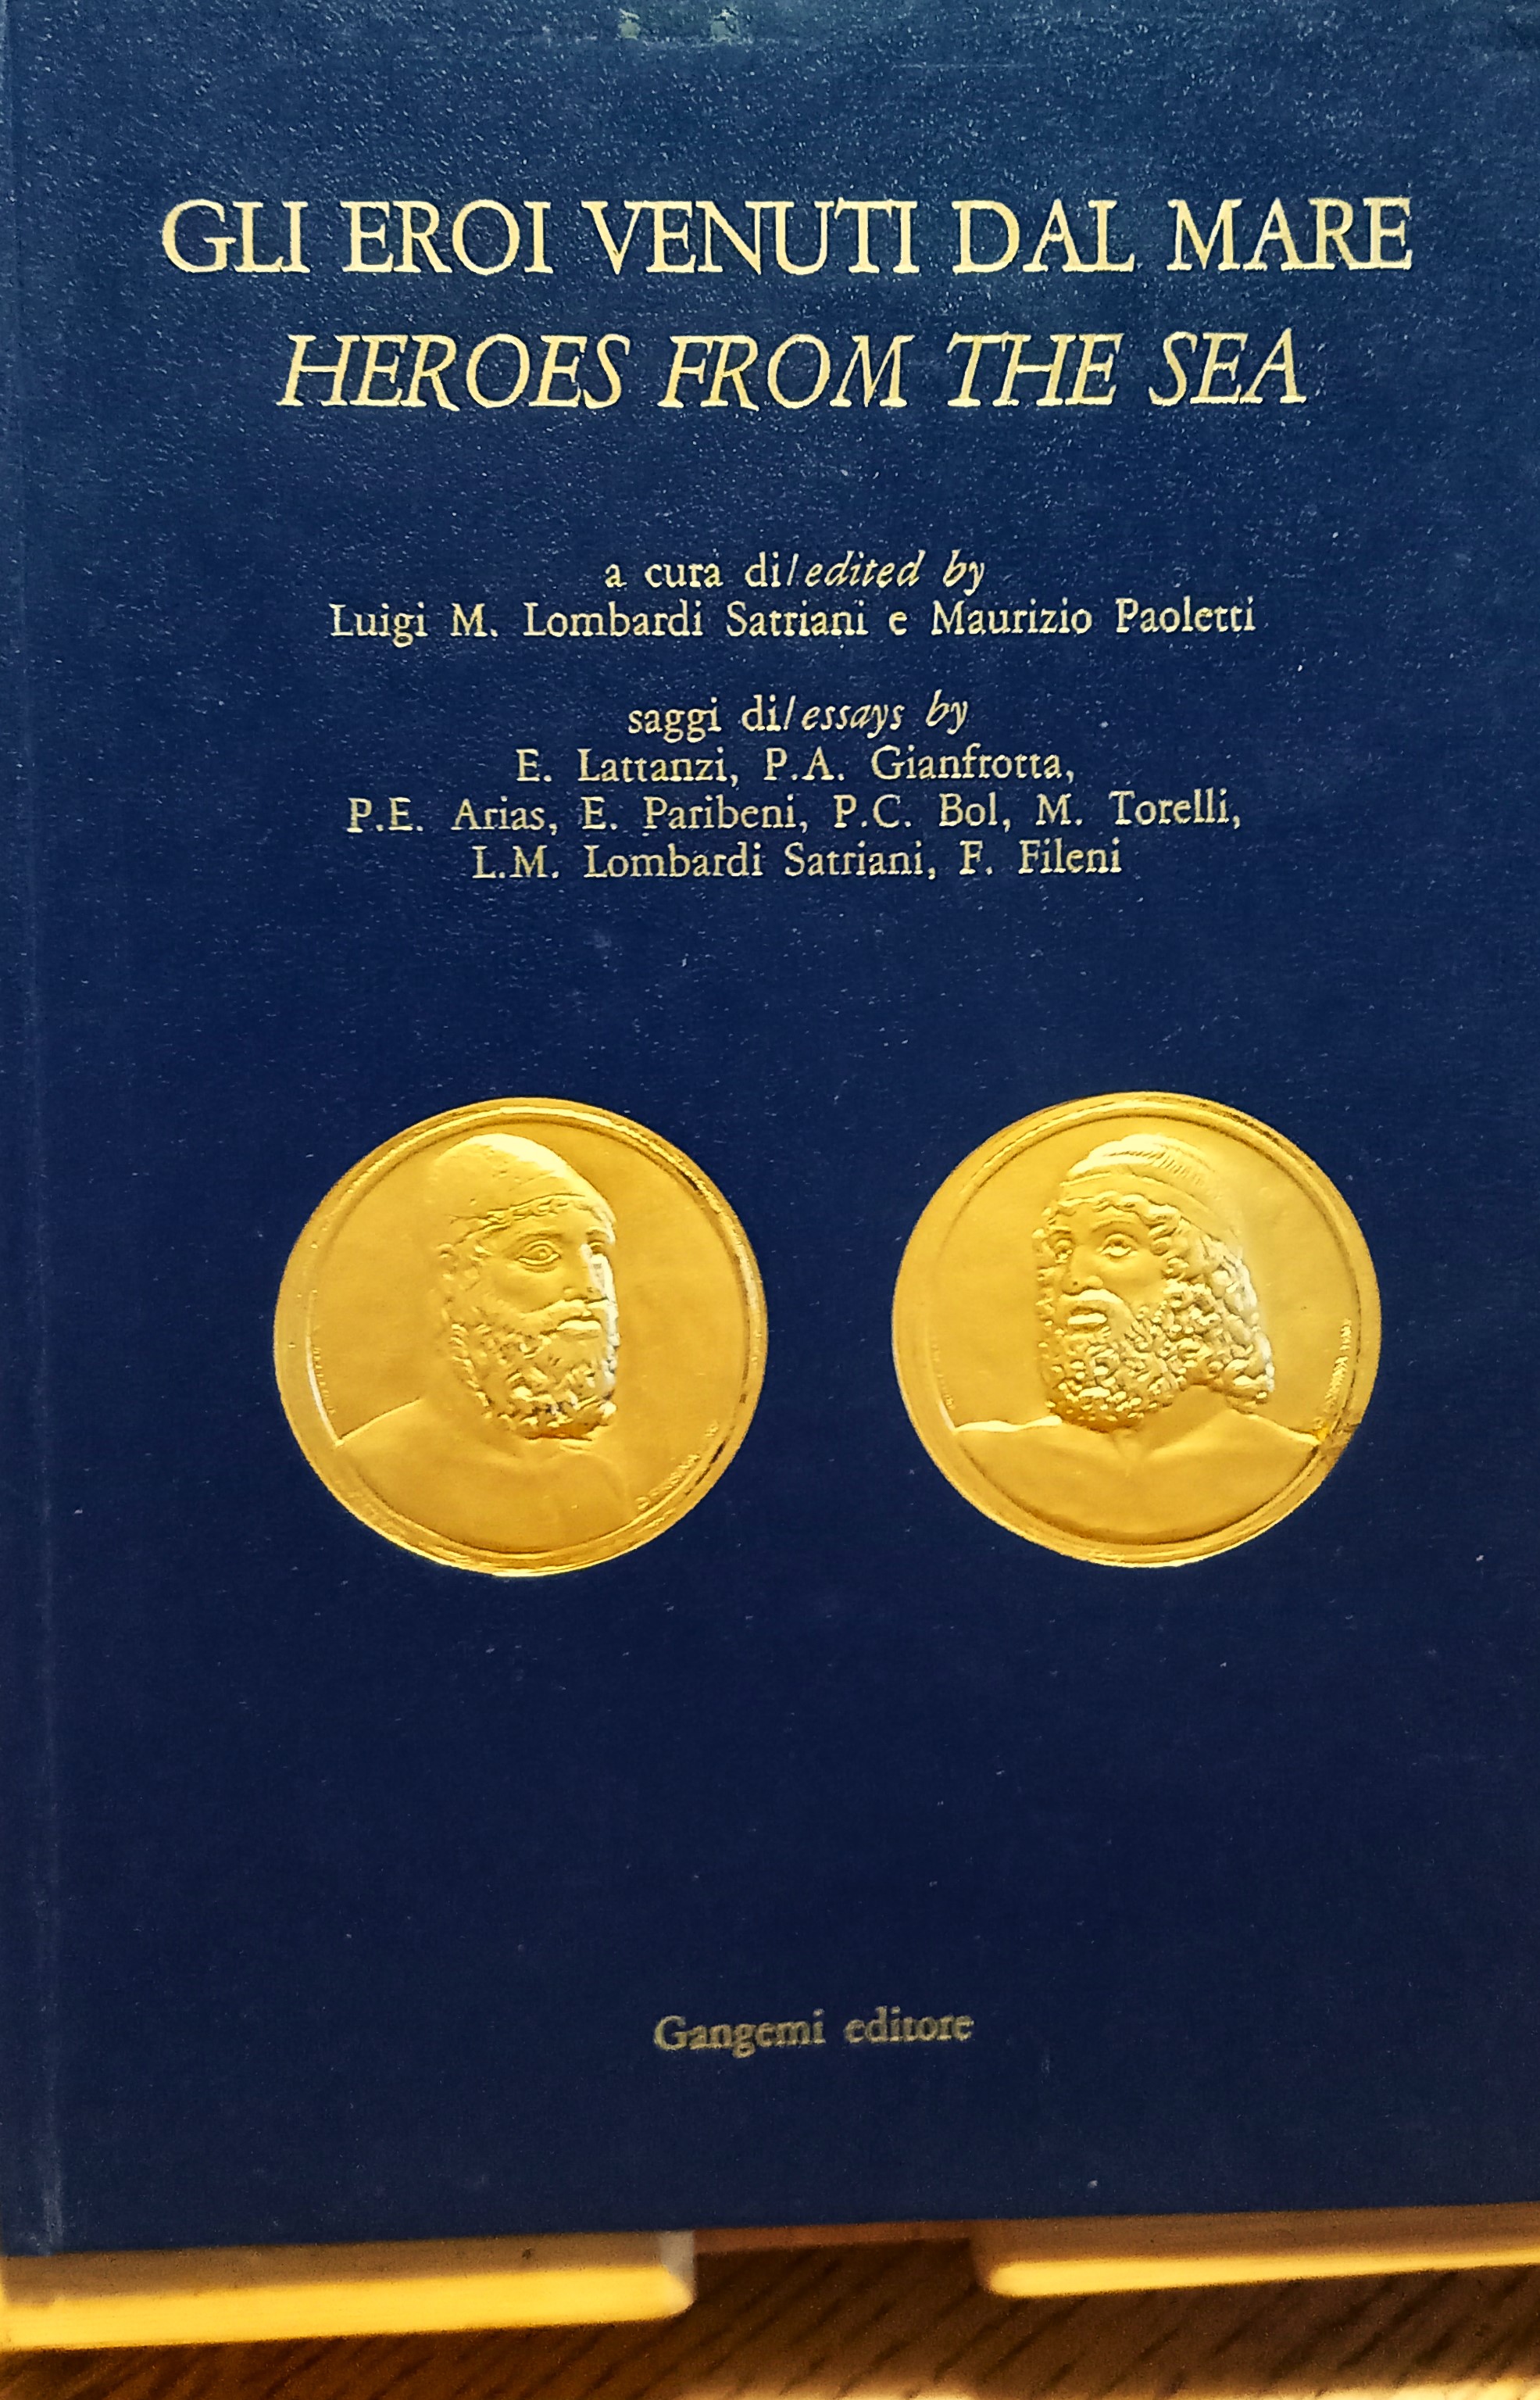 GLI EROI VENUTI DAL MARE
HEROES FROM THE SEA
a cura di/edited by
Luigi M. Lombardi Satriani e Maurizio Paoletti
saggi di/essays by
E. Lattanzi, P.A. Gianfrotta,
P.E. Arias, E. Paribeni, P.C. Bol, M. Torelli,
L.M. Lombardi Satriani, F. Fileni
Gangemi editore